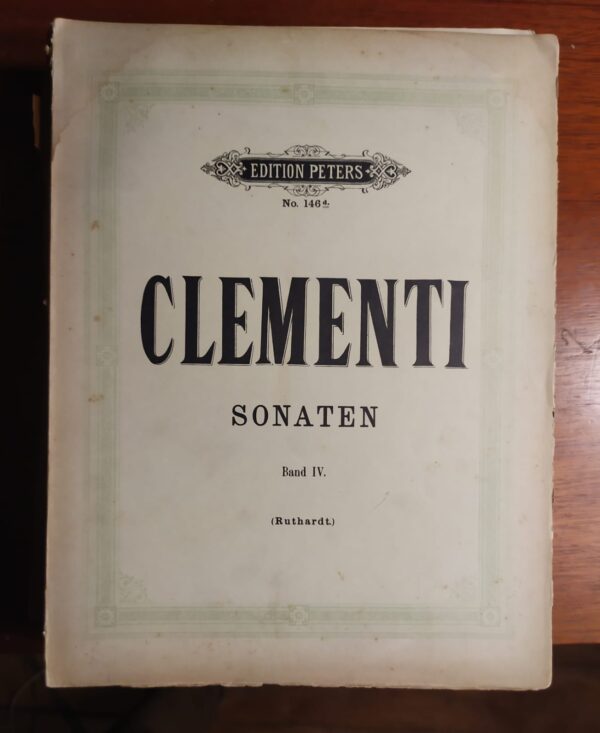 EDITION PETERS
No. 146d.
CLEMENTI
SONATEN
Band IV.
(Ruthardt.)